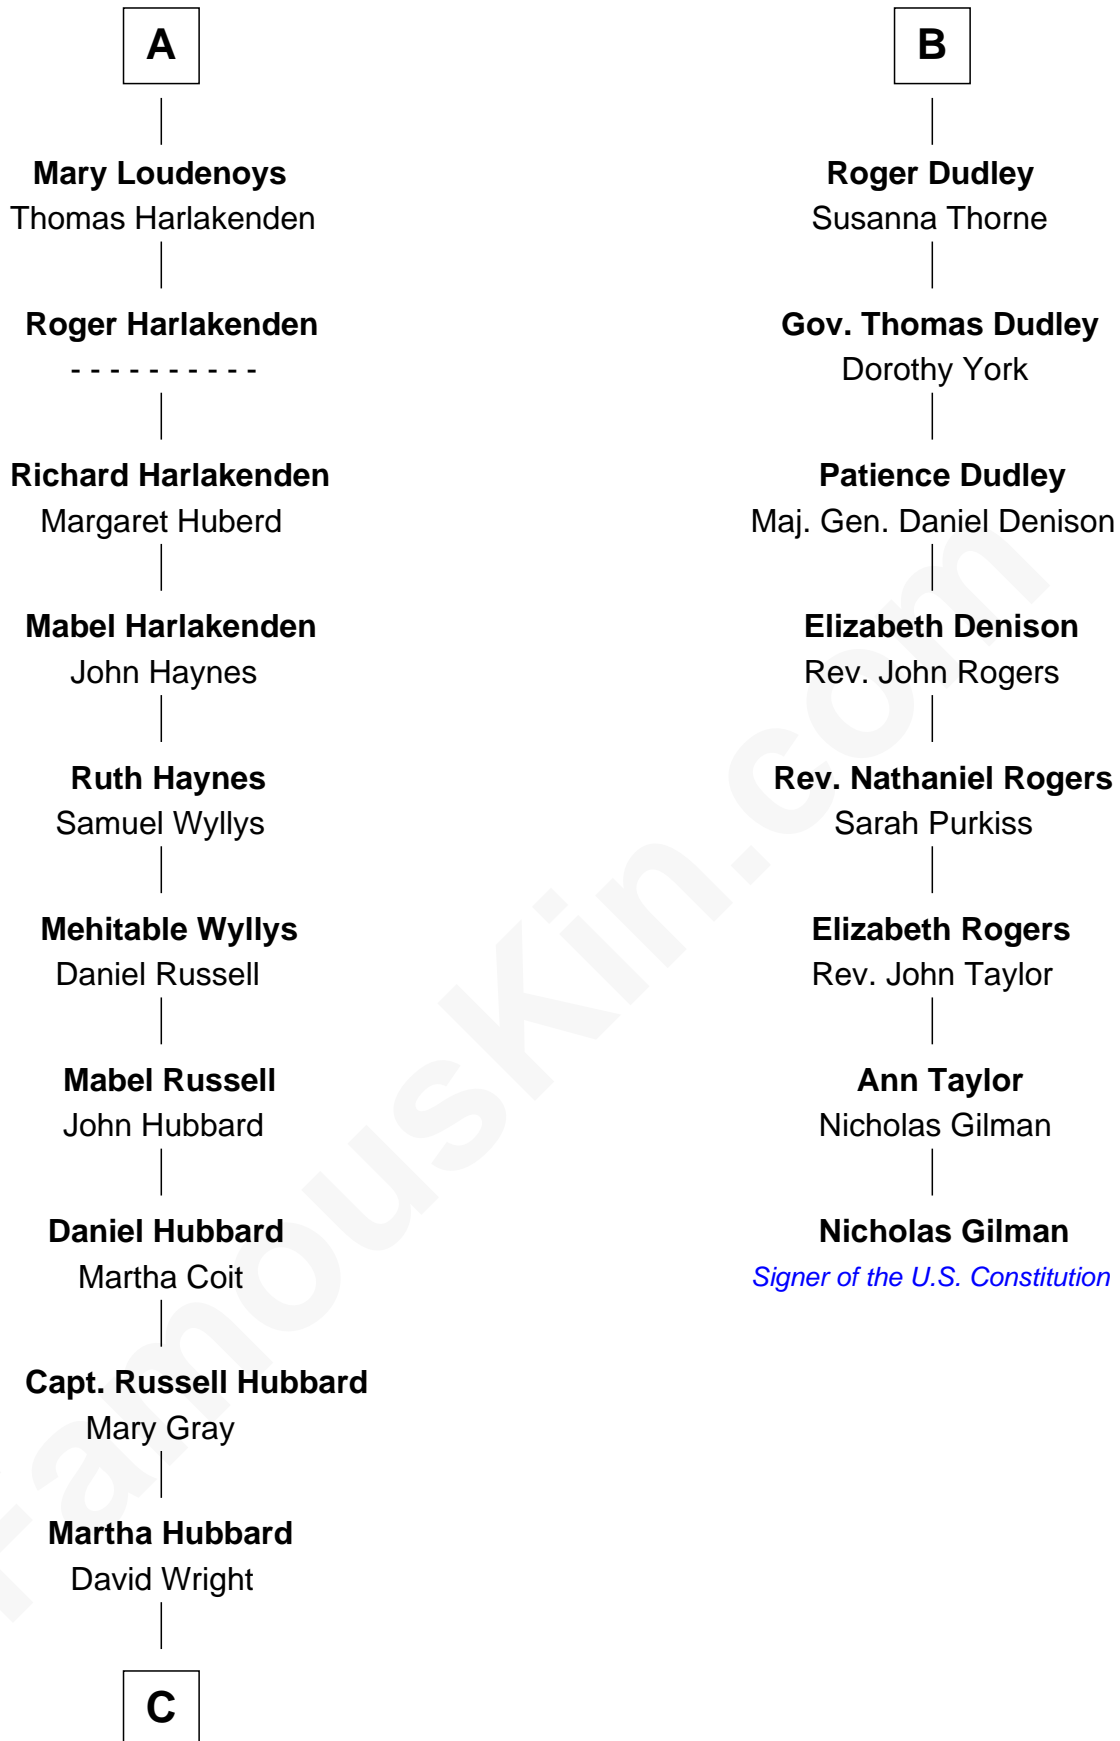 A
Mary Loudenoys
Thomas Harlakenden
Roger Harlakenden
- - - - - - - - - -
Richard Harlakenden
Margaret Huberd
Mabel Harlakenden
John Haynes
Ruth Haynes
Samuel Wyllys
Mehitable Wyllys
Daniel Russell
Mabel Russell
John Hubbard
Daniel Hubbard
Martha Coit
Capt. Russell Hubbard
Mary Gray
Martha Hubbard
David Wright
C
B
Roger Dudley
Susanna Thorne
Gov. Thomas Dudley
Dorothy York
Patience Dudley
Maj. Gen. Daniel Denison
Elizabeth Denison
Rev. John Rogers
Rev. Nathaniel Rogers
Sarah Purkiss
Elizabeth Rogers
Rev. John Taylor
Ann Taylor
Nicholas Gilman
Nicholas Gilman
Signer of the U.S. Constitution
FamousKin.com